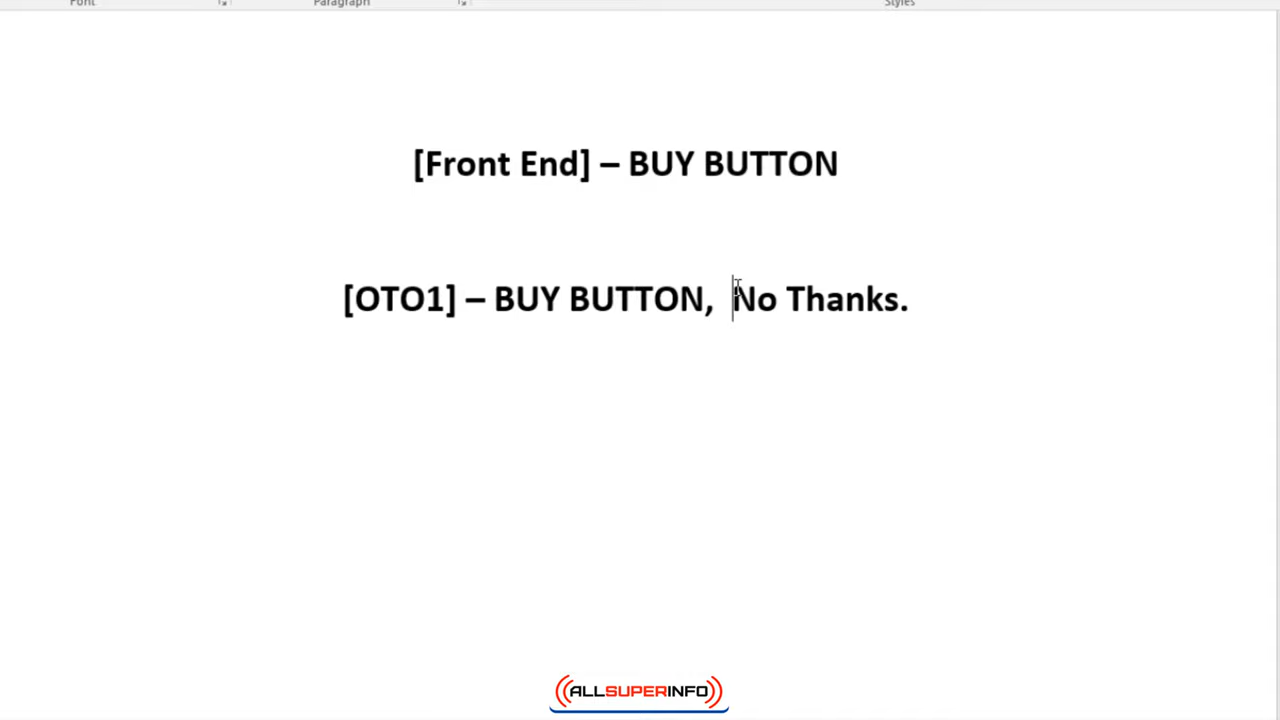 Font Paragraph Styles
[Front End] – BUY BUTTON
[OTO1] – BUY BUTTON,  No Thanks.
ALLSUPERINFO